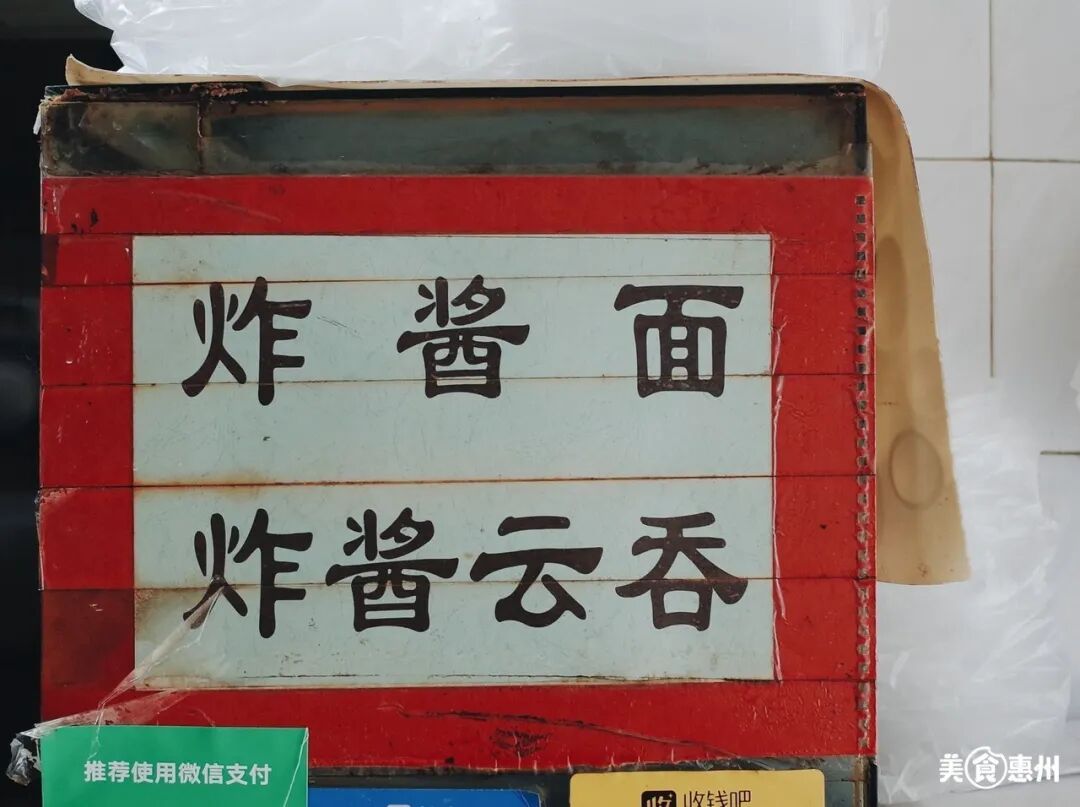 炸酱面
炸酱云吞
推荐使用微信支付
收钱吧
美食惠州